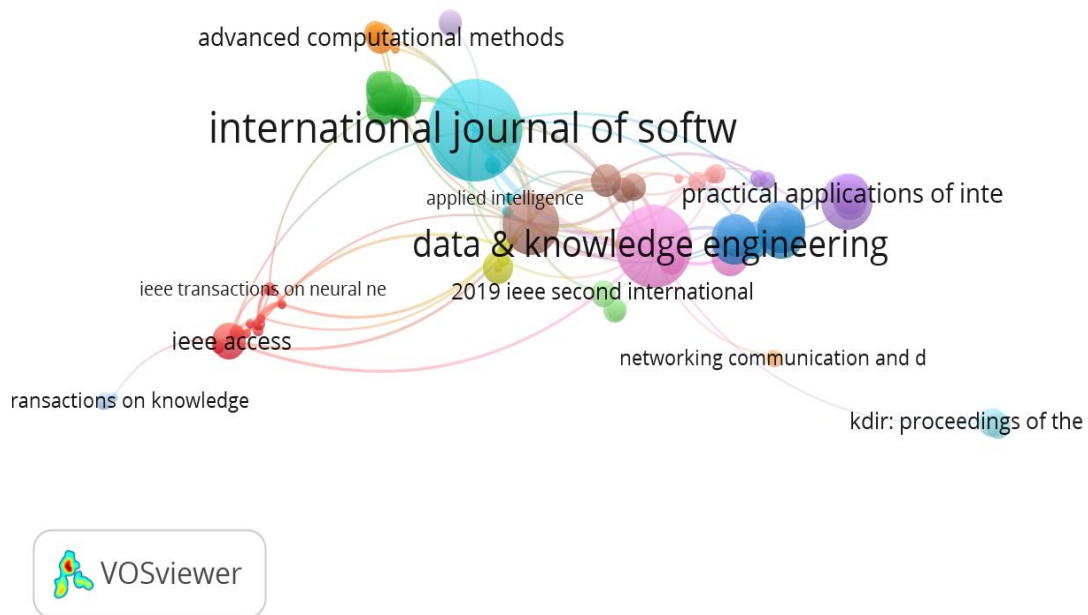 advanced computational methods
international journal of softw
applied intelligence
practical applications of inte
data & knowledge engineering
ieee transactions on neural ne
2019 ieee second international
ieee access
networking communication and d
ransactions on knowledge
kdir: proceedings of the
VOSviewer